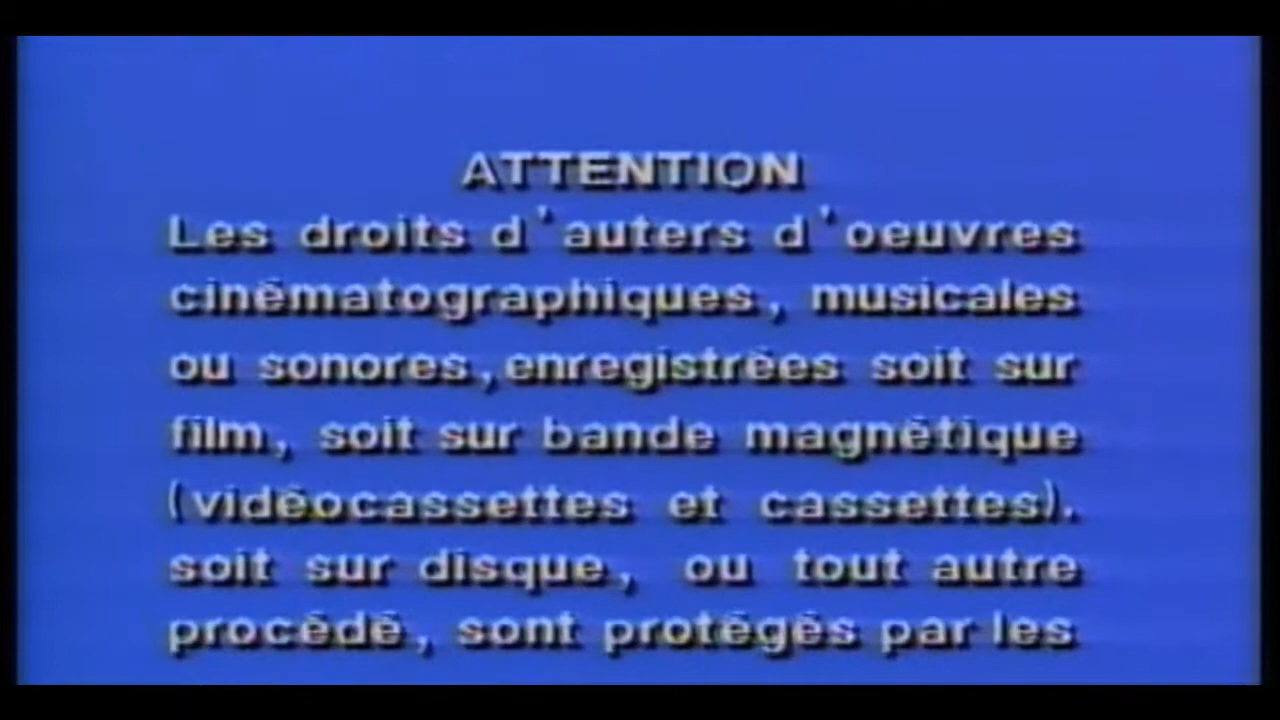 ATTENTION
Les droits d'auters d'oeuvres
cinématographiques, musicales
ou sonores,enregistrées soit sur
film, soit sur bande magnétique
(vidéocassettes et cassettes).
soit sur disque, ou tout autre
procédé, sont protégés par les